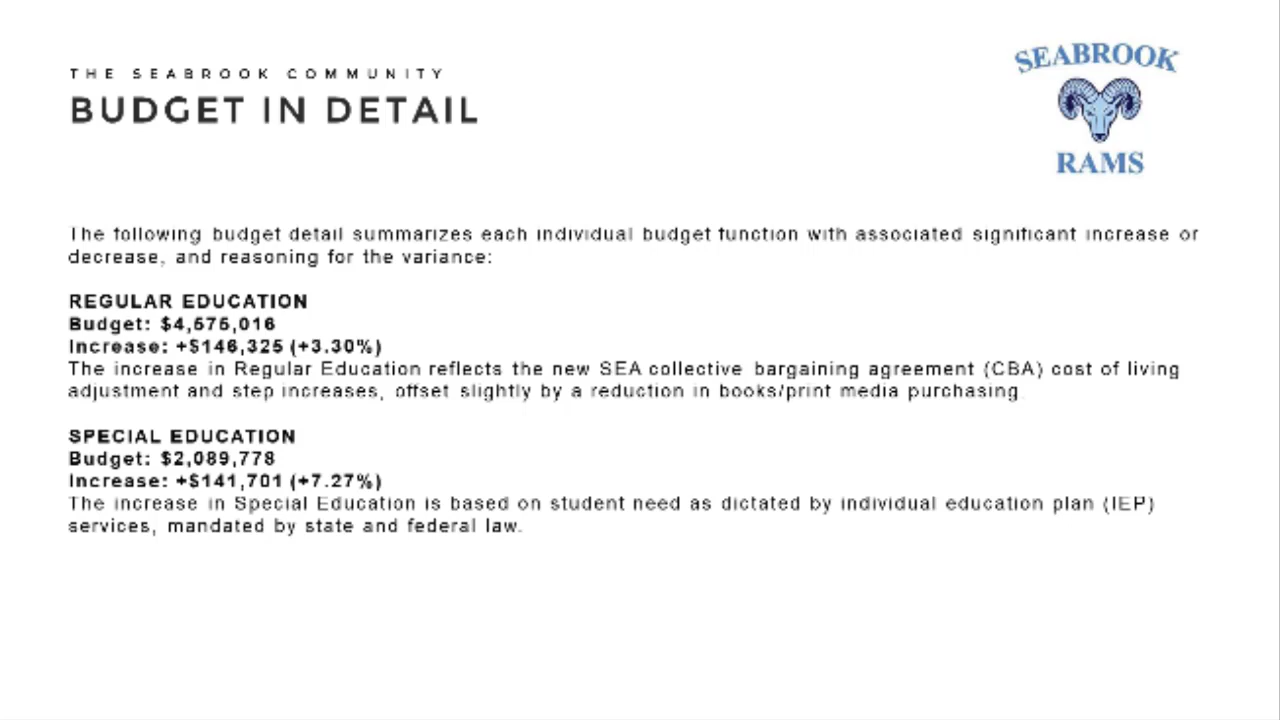 THE SEABROOK COMMUNITY
BUDGET IN DETAIL
SEABROOK
RAMS
The following budget detail summarizes each individual budget function with associated significant increase or
decrease, and reasoning for the variance:
REGULAR EDUCATION
Budget: $4,575,016
Increase: +$146,325 (+3.30%)
The increase in Regular Education reflects the new SEA collective bargaining agreement (CBA) cost of living
adjustment and step increases, offset slightly by a reduction in books/print media purchasing.
SPECIAL EDUCATION
Budget: $2,089,778
Increase: +$141,701 (+7.27%)
The increase in Special Education is based on student need as dictated by individual education plan (IEP)
services, mandated by state and federal law.